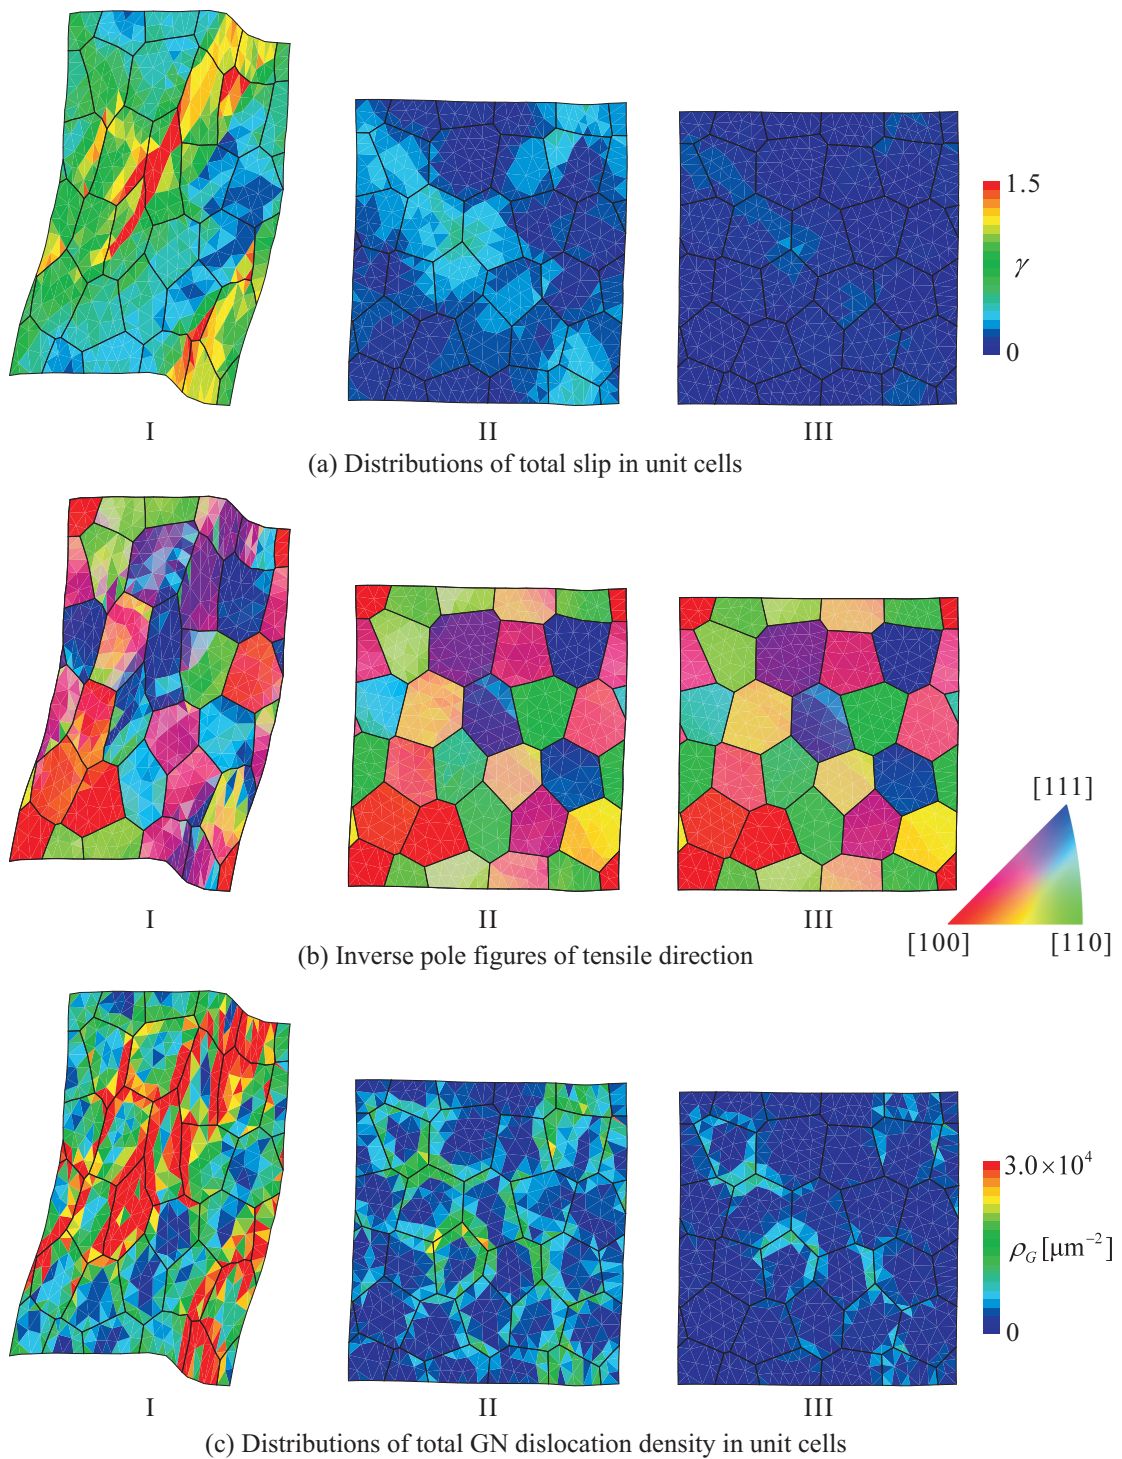 1.5
γ
0
I II III
(a) Distributions of total slip in unit cells
[111]
[100] [110]
I II III
(b) Inverse pole figures of tensile direction
3.0×10⁴
ρ_G [μm⁻²]
0
I II III
(c) Distributions of total GN dislocation density in unit cells